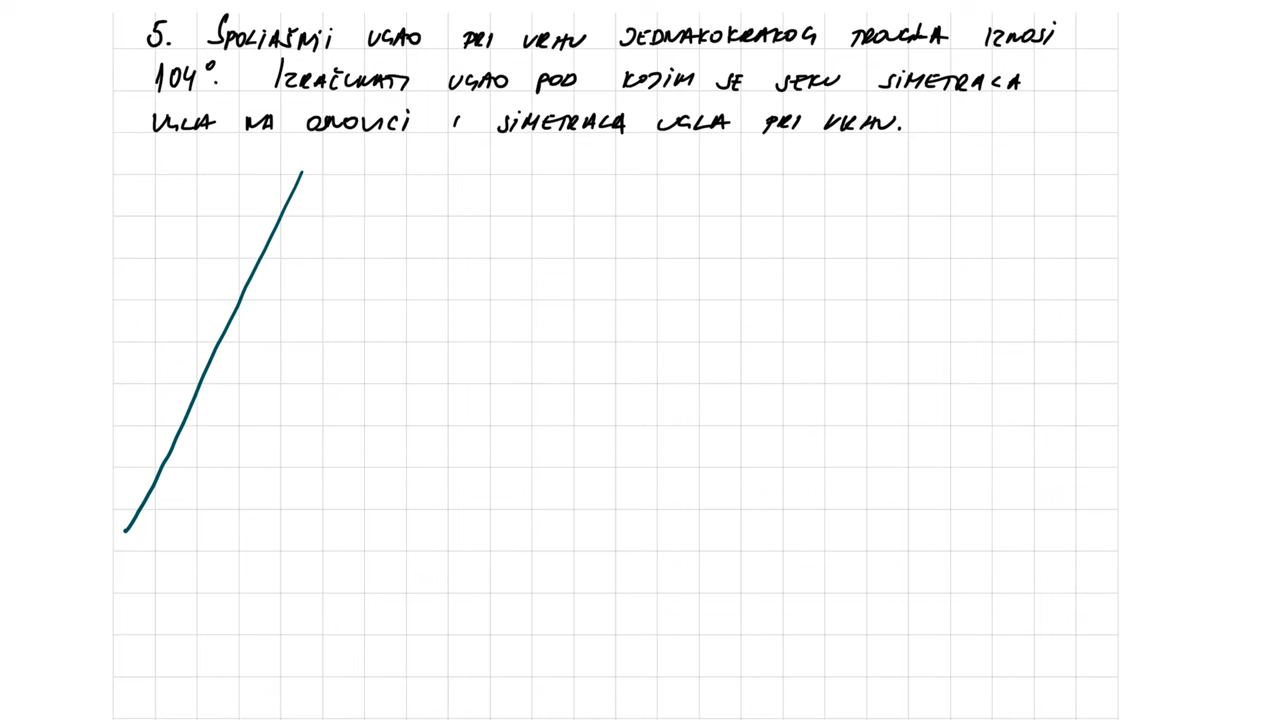 5. SPOLJAŠNJI UGAO PRI VRHU JEDNAKOKRAKOG TROUGLA IZNOSI
104°. IZRAČUNATI UGAO POD KOJIM SE SEKU SIMETRALA
UGLA NA OSNOVICI I SIMETRALA UGLA PRI VRHU.